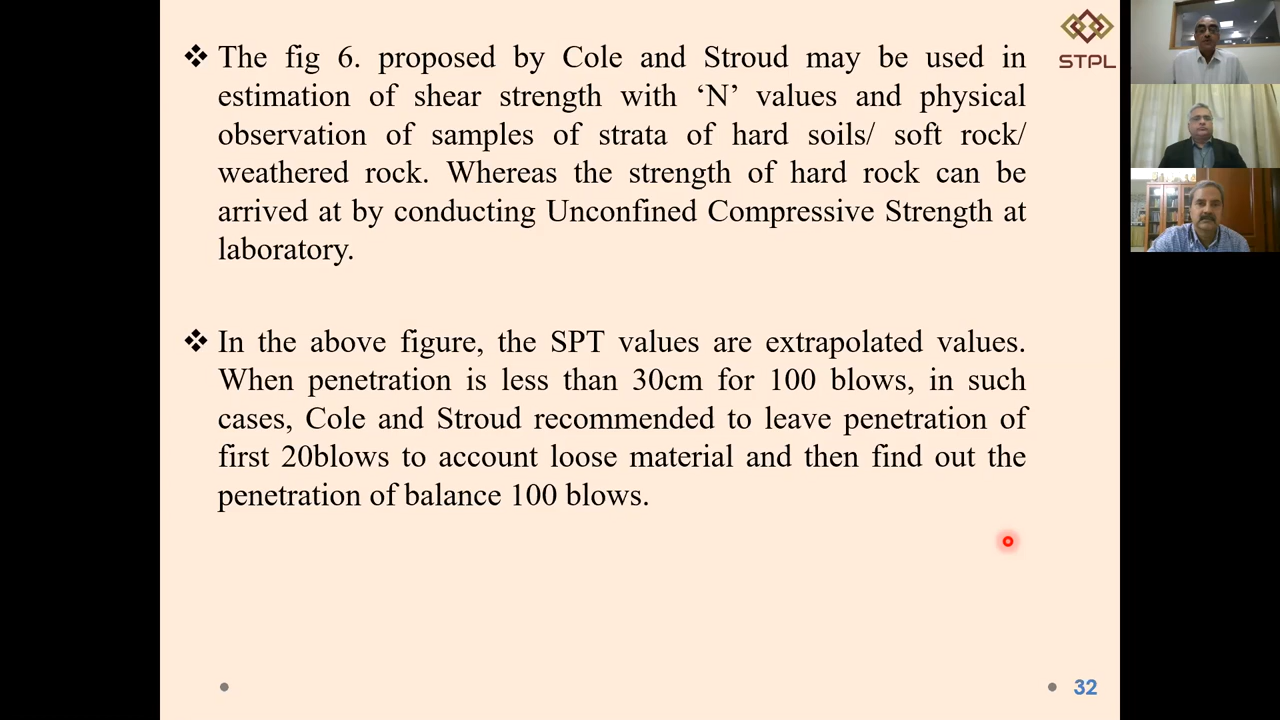 ❖ The fig 6. proposed by Cole and Stroud may be used in
estimation of shear strength with ‘N’ values and physical
observation of samples of strata of hard soils/ soft rock/
weathered rock. Whereas the strength of hard rock can be
arrived at by conducting Unconfined Compressive Strength at
laboratory.
❖ In the above figure, the SPT values are extrapolated values.
When penetration is less than 30cm for 100 blows, in such
cases, Cole and Stroud recommended to leave penetration of
first 20blows to account loose material and then find out the
penetration of balance 100 blows.
STPL
32